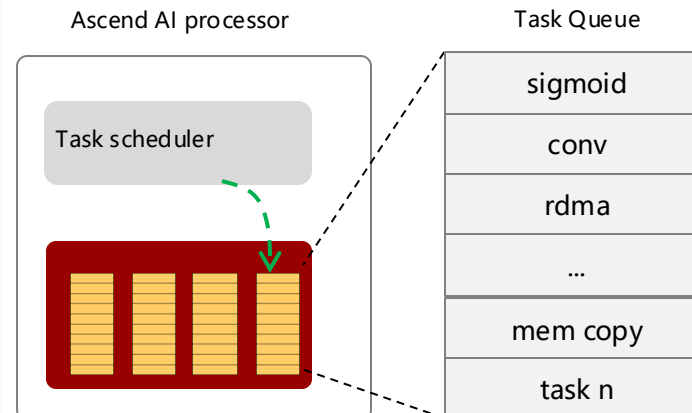 Ascend AI processor
Task Queue
Task scheduler
sigmoid
conv
rdma
...
mem copy
task n